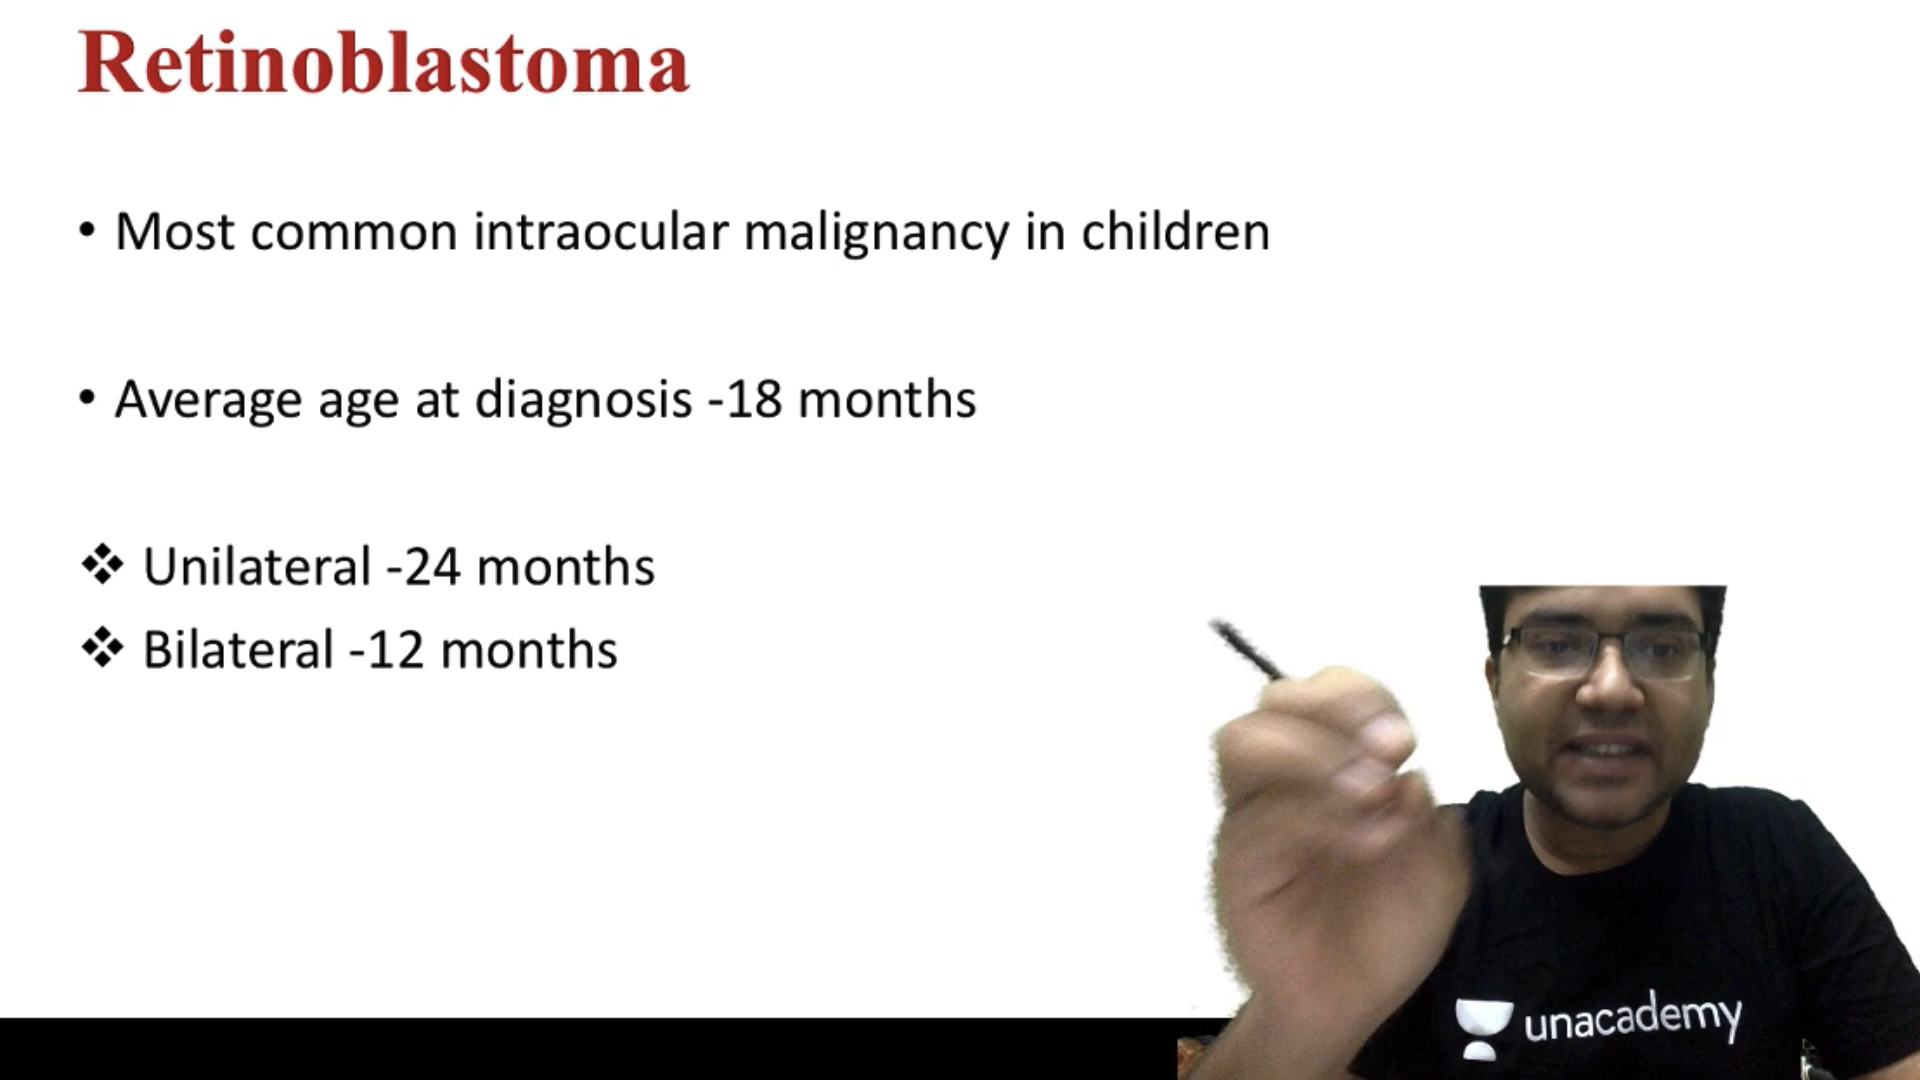 Retinoblastoma
• Most common intraocular malignancy in children
• Average age at diagnosis -18 months
❖ Unilateral -24 months
❖ Bilateral -12 months
unacademy